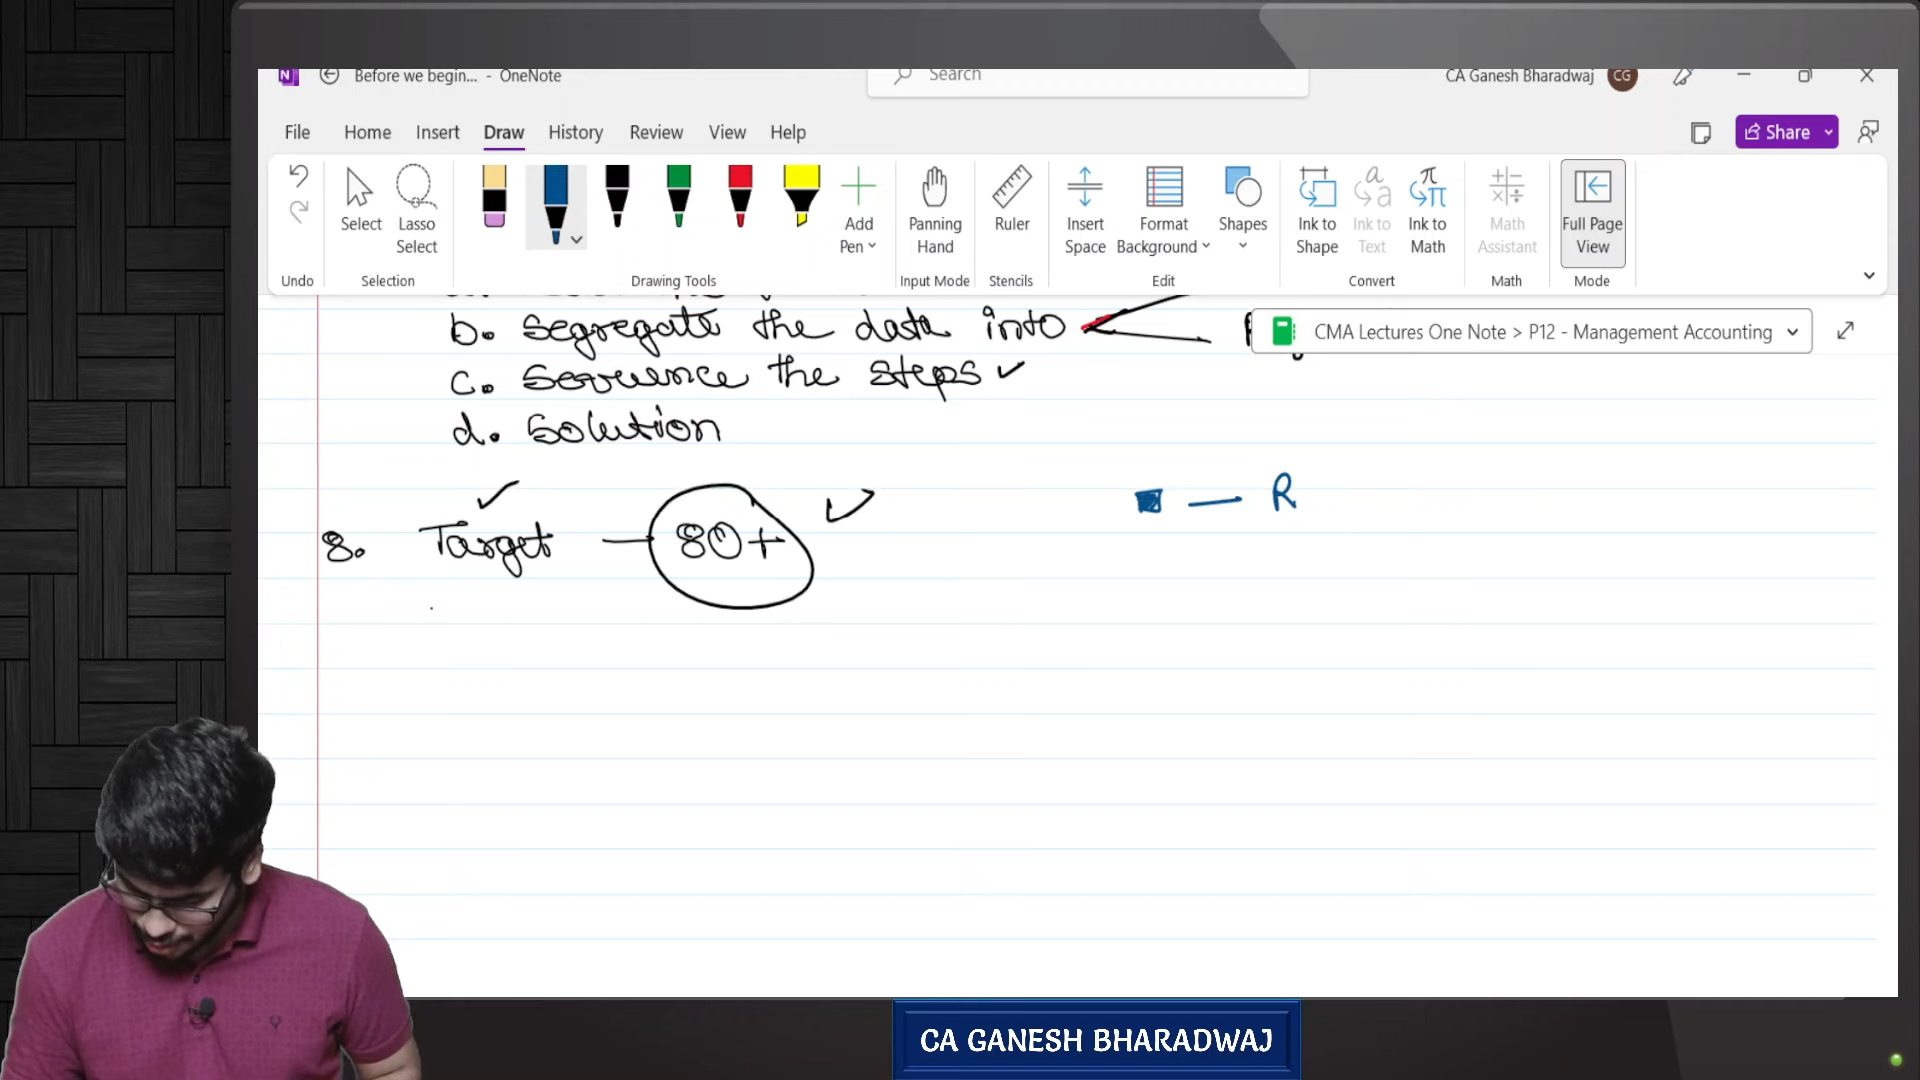 Before we begin... - OneNote
Search
CA Ganesh Bharadwaj CG
File Home Insert Draw History Review View Help
Share
Undo
Select
Lasso Select
Selection
Drawing Tools
Add Pen
Panning Hand
Input Mode
Ruler
Stencils
Insert Space
Format Background
Shapes
Edit
Ink to Shape
Ink to Text
Ink to Math
Convert
Math Assistant
Math
Full Page View
Mode
CMA Lectures One Note > P12 - Management Accounting
b. Segregate the data into
c. Sequence the steps
d. Solution
8. Target — 80+
— R
CA GANESH BHARADWAJ